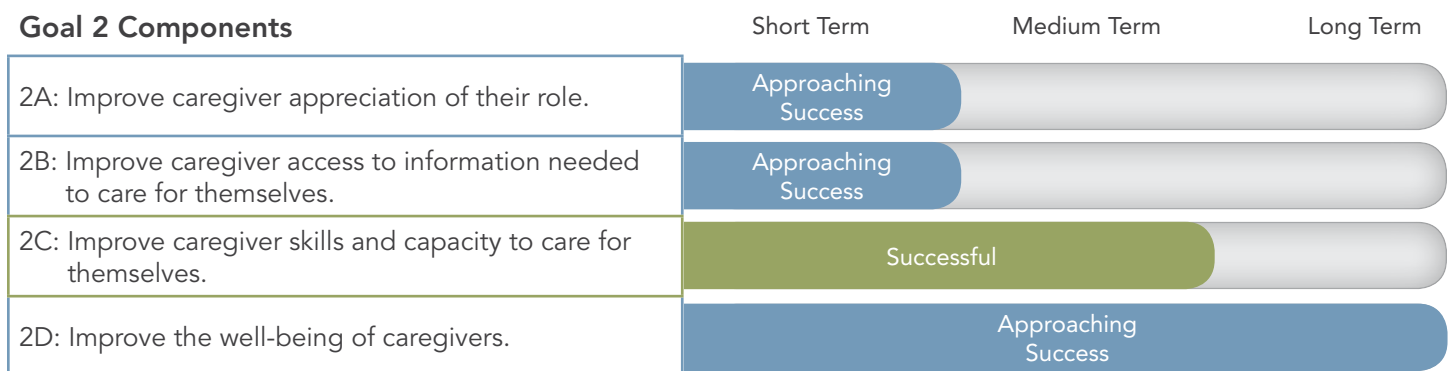 Goal 2 Components Short Term Medium Term Long Term
2A: Improve caregiver appreciation of their role.
Approaching
Success
2B: Improve caregiver access to information needed
to care for themselves.
Approaching
Success
2C: Improve caregiver skills and capacity to care for
themselves.
Successful
2D: Improve the well-being of caregivers.
Approaching
Success